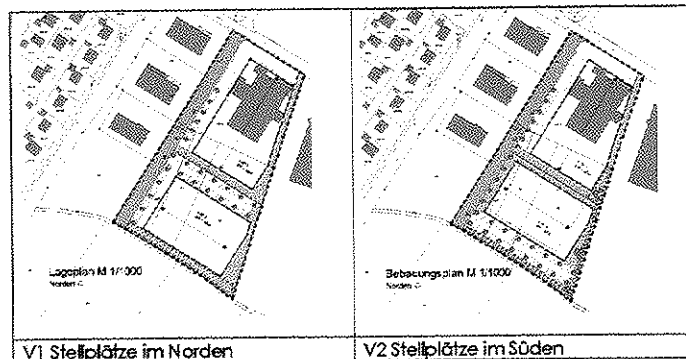 Lageplan M 1/1000
Norden
Bebauungsplan M 1/1000
Norden
V1 Stellplätze im Norden
V2 Stellplätze im Süden